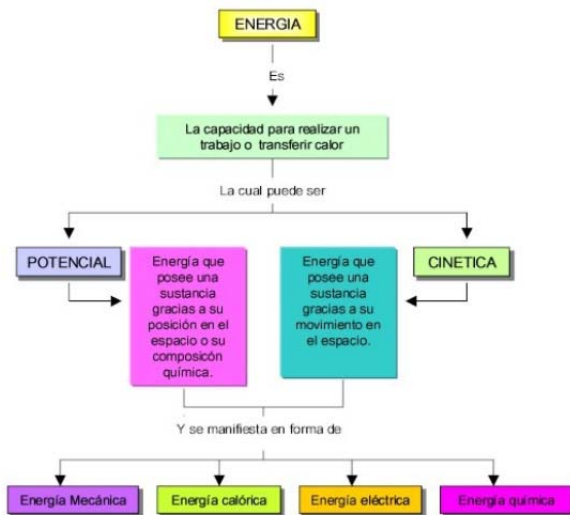 ENERGIA
Es
La capacidad para realizar un
trabajo o transferir calor
La cual puede ser
POTENCIAL
Energía que
posee una
sustancia
gracias a su
posición en el
espacio o su
composicón
química.
Energía que
posee una
sustancia
gracias a su
movimiento en
el espacio.
CINETICA
Y se manifiesta en forma de
Energía Mecánica
Energía calórica
Energía eléctrica
Energía química